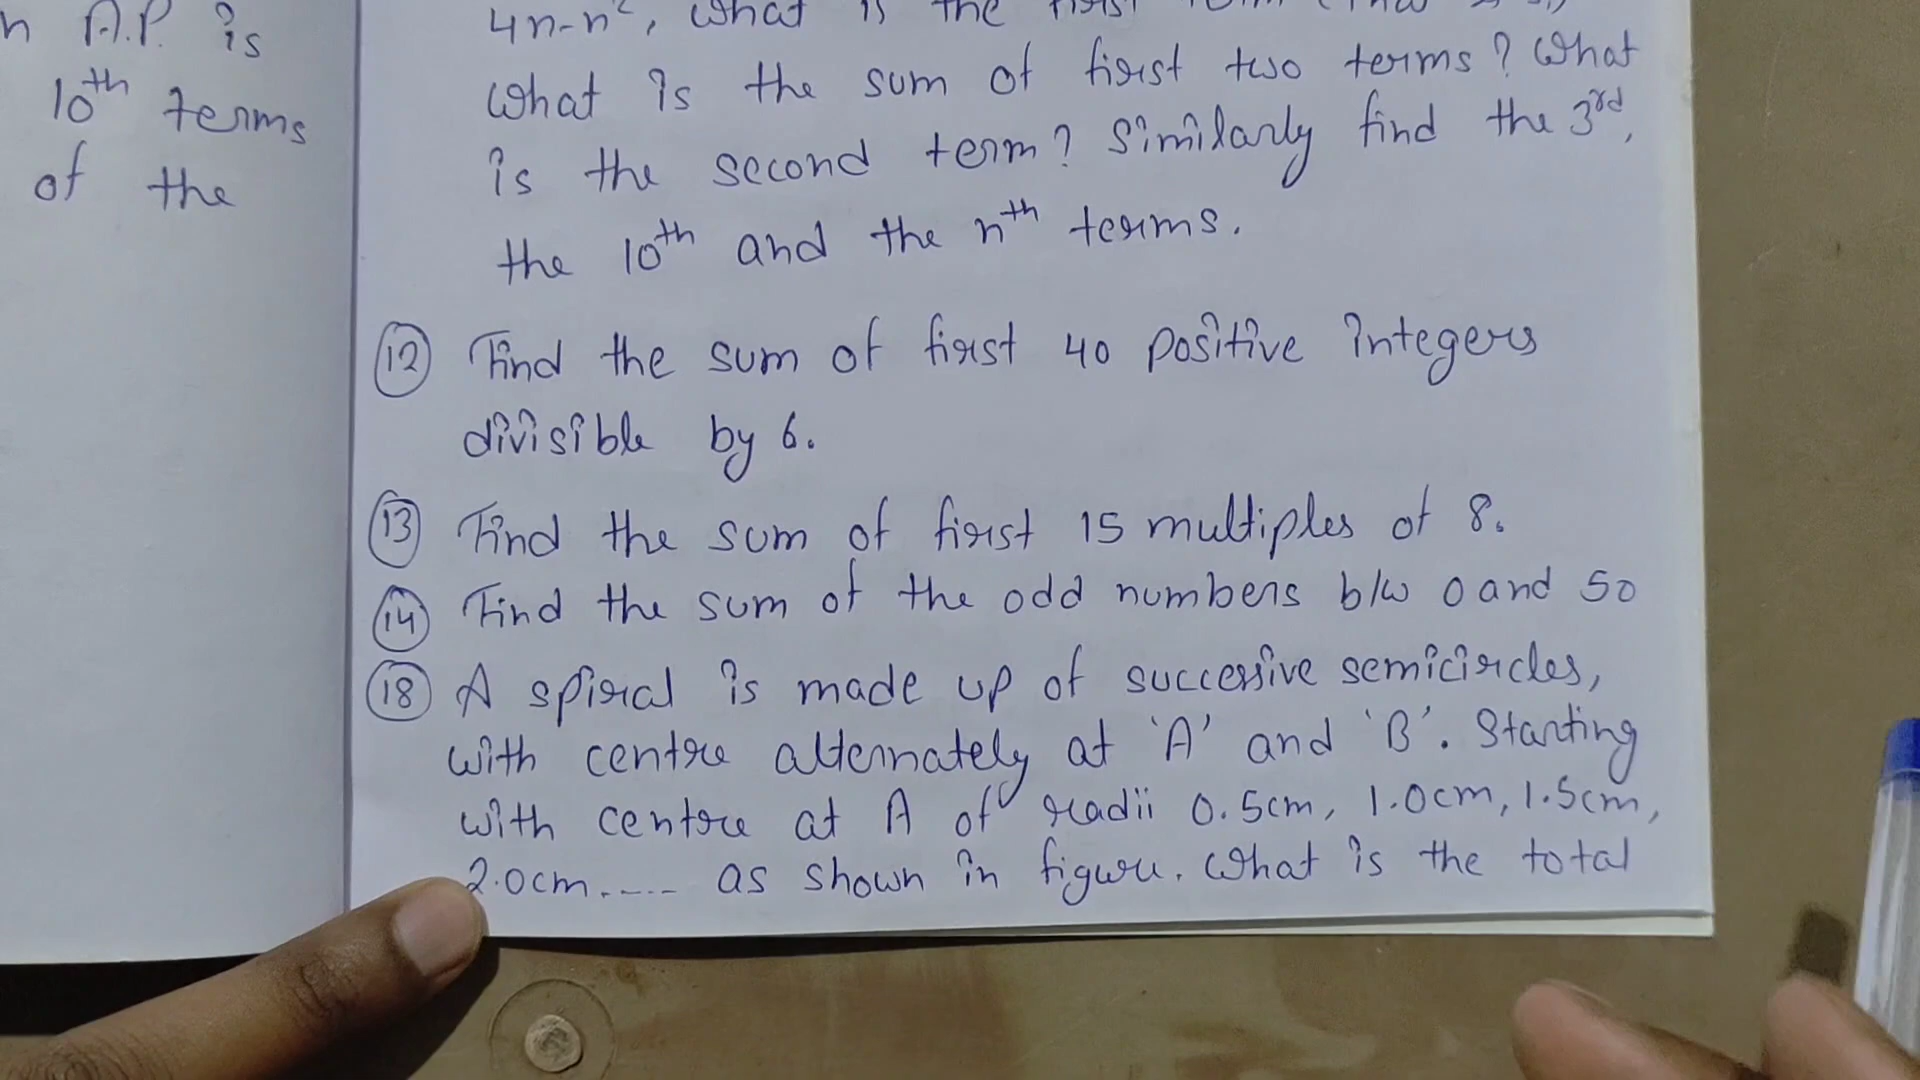 n A.P. is
10th terms
of the
4n-n², what is the first
what is the sum of first two terms? What
is the second term? Similarly find the 3rd,
the 10th and the nth terms.
12 Find the sum of first 40 positive integers
divisible by 6.
13 Find the sum of first 15 multiples of 8.
14 Find the sum of the odd numbers b/w 0 and 50
18 A spiral is made up of successive semicircles,
with centre alternately at 'A' and 'B'. Starting
with centre at A of radii 0.5cm, 1.0cm, 1.5cm,
2.0cm..... as shown in figure. What is the total